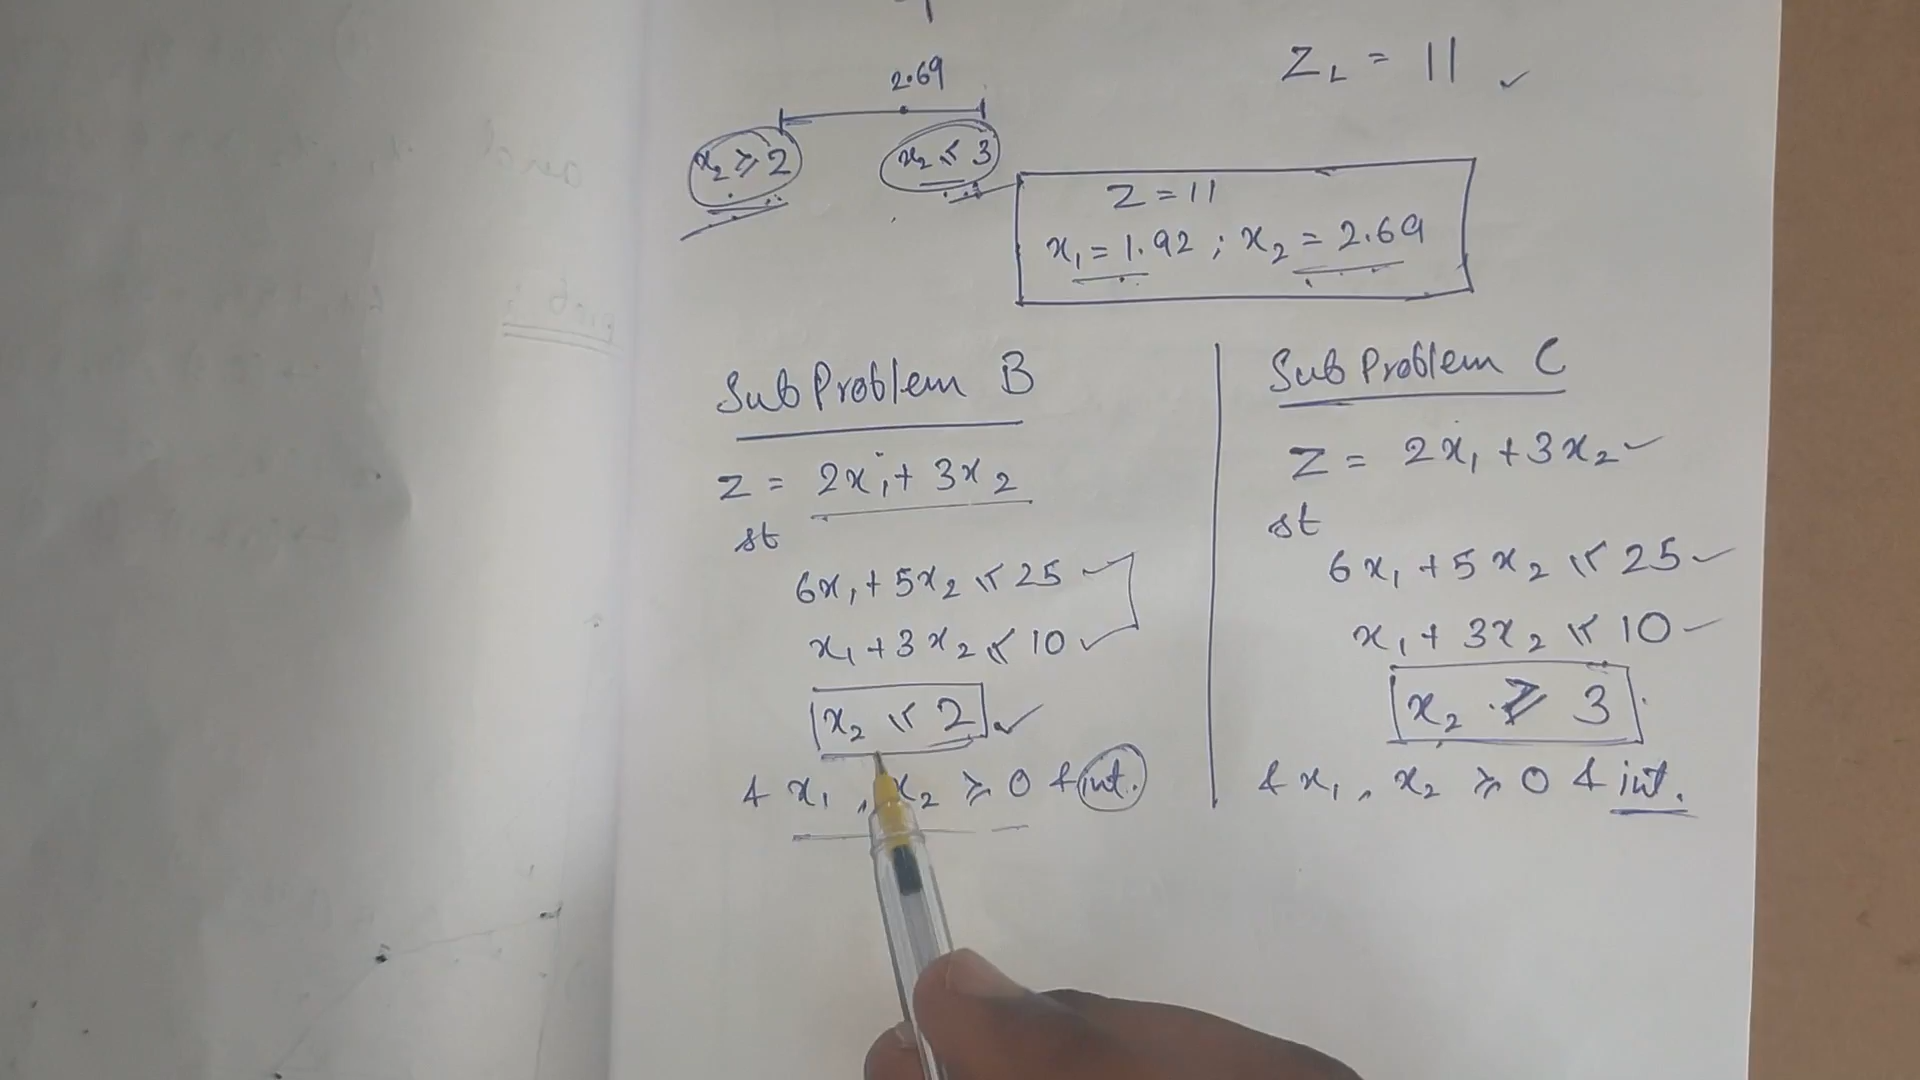 2.69
Z_L = 11 ✓
x₂ ≥ 2
x₂ ≤ 3
Z = 11
x₁ = 1.92 ; x₂ = 2.69
Sub Problem B
Z = 2x₁ + 3x₂
st
6x₁ + 5x₂ ≤ 25
x₁ + 3x₂ ≤ 10
x₂ ≤ 2 ✓
& x₁, x₂ ≥ 0 & int.
Sub Problem C
Z = 2x₁ + 3x₂
st
6x₁ + 5x₂ ≤ 25
x₁ + 3x₂ ≤ 10
x₂ ≥ 3
& x₁, x₂ ≥ 0 & int.